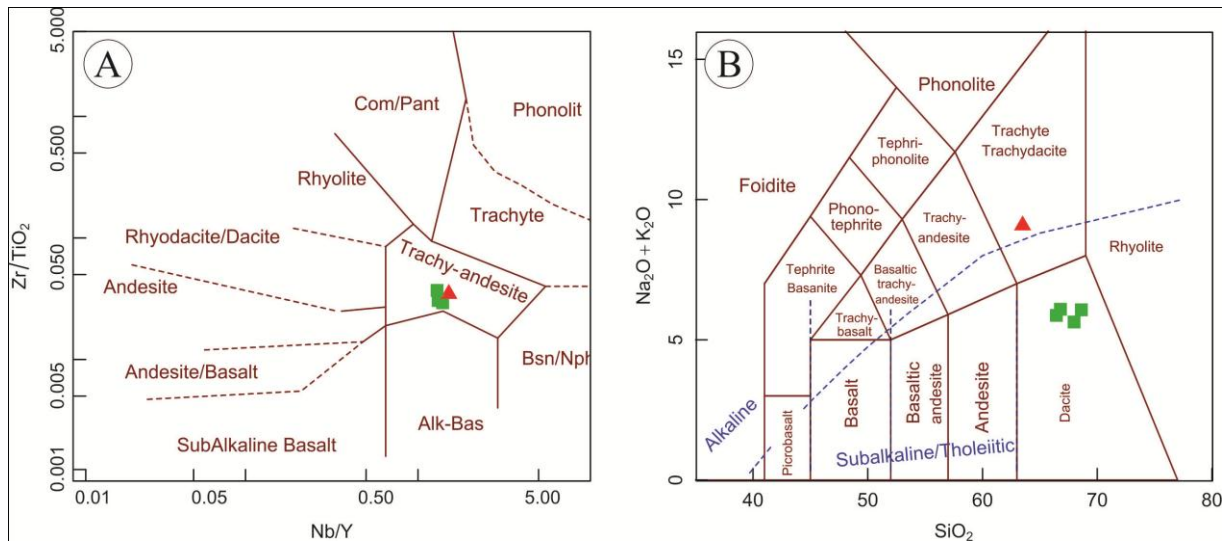 A
5.000
0.500
0.050
0.005
0.001
Zr/TiO₂
Com/Pant
Phonolit
Rhyolite
Trachyte
Rhyodacite/Dacite
Trachy-andesite
Andesite
Andesite/Basalt
Bsn/Nph
Alk-Bas
SubAlkaline Basalt
0.01
0.05
0.50
5.00
Nb/Y
B
15
10
5
0
Na₂O + K₂O
Phonolite
Trachyte
Trachydacite
Tephri-
phonolite
Foidite
Phono-
tephrite
Trachy-
andesite
Rhyolite
Tephrite
Basanite
Basaltic
trachy-
andesite
Trachy-
basalt
Alkaline
Picrobasalt
Basalt
Basaltic
andesite
Andesite
Dacite
Subalkaline/Tholeiitic
40
50
60
70
80
SiO₂